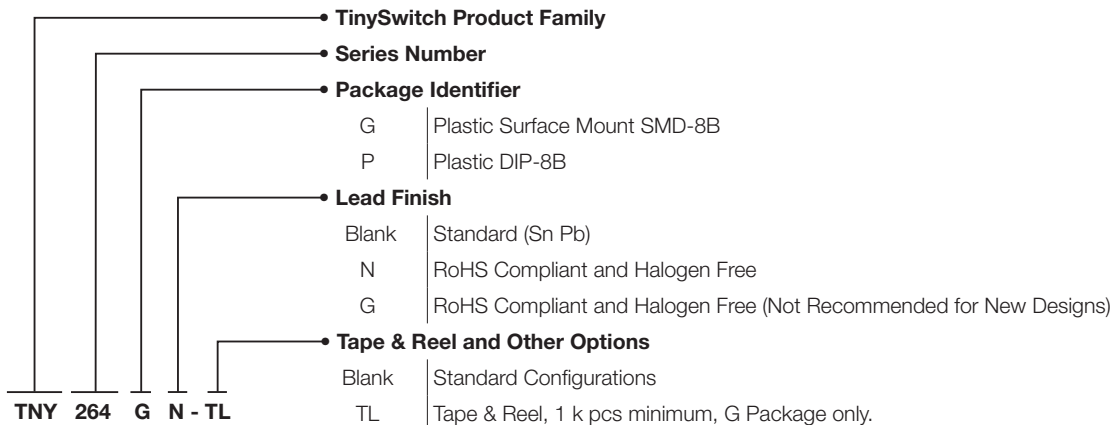 • TinySwitch Product Family
• Series Number
• Package Identifier
G Plastic Surface Mount SMD-8B
P Plastic DIP-8B
• Lead Finish
Blank Standard (Sn Pb)
N RoHS Compliant and Halogen Free
G RoHS Compliant and Halogen Free (Not Recommended for New Designs)
• Tape & Reel and Other Options
Blank Standard Configurations
TNY 264 G N - TL TL Tape & Reel, 1 k pcs minimum, G Package only.